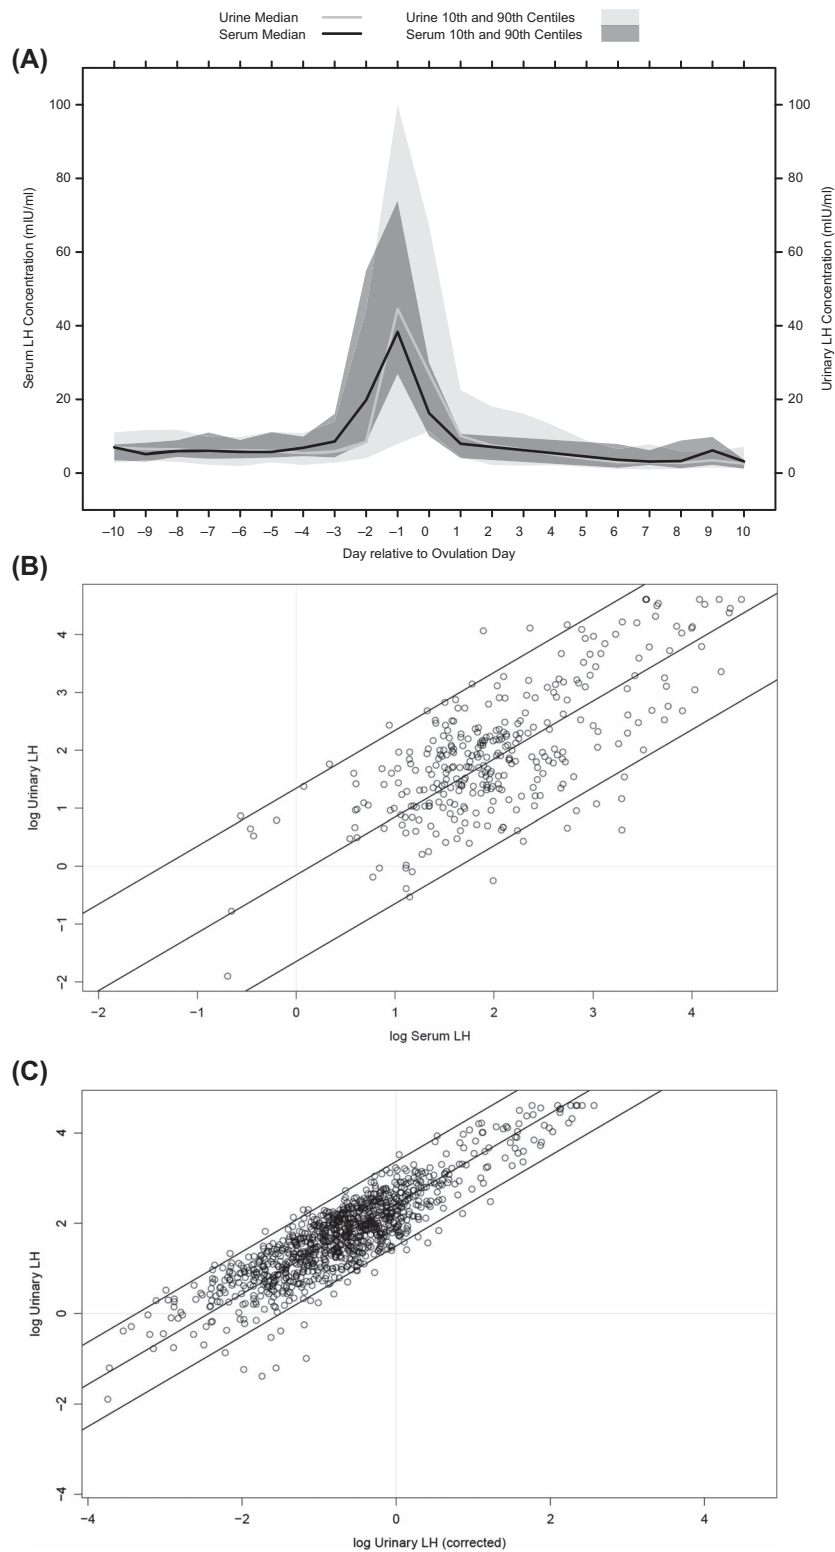 Urine Median Urine 10th and 90th Centiles
Serum Median Serum 10th and 90th Centiles
(A)
Serum LH Concentration (mIU/ml)
100 100
80 80
60 60
40 40
20 20
0 0
Urinary LH Concentration (mIU/ml)
–10 –9 –8 –7 –6 –5 –4 –3 –2 –1 0 1 2 3 4 5 6 7 8 9 10
Day relative to Ovulation Day
(B)
log Urinary LH
4
3
2
1
0
–1
–2
–2 –1 0 1 2 3 4
log Serum LH
(C)
log Urinary LH
4
2
0
–2
–4
–4 –2 0 2 4
log Urinary LH (corrected)